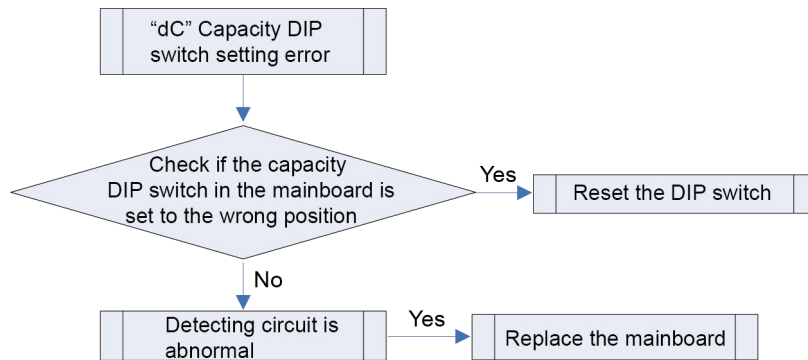 “dC” Capacity DIP
switch setting error
Check if the capacity
DIP switch in the mainboard is
set to the wrong position
Yes
Reset the DIP switch
No
Detecting circuit is
abnormal
Yes
Replace the mainboard